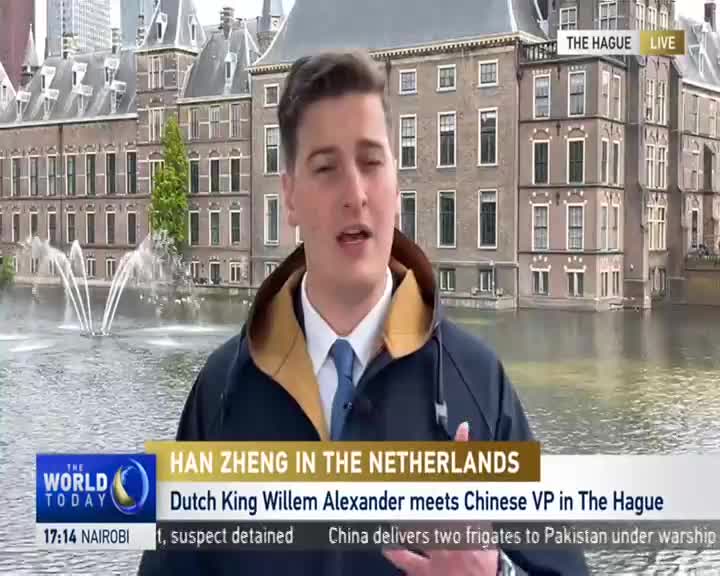 THE HAGUE LIVE
HAN ZHENG IN THE NETHERLANDS
THE
WORLD
TODAY
Dutch King Willem Alexander meets Chinese VP in The Hague
17:14 NAIROBI
t, suspect detained China delivers two frigates to Pakistan under warship